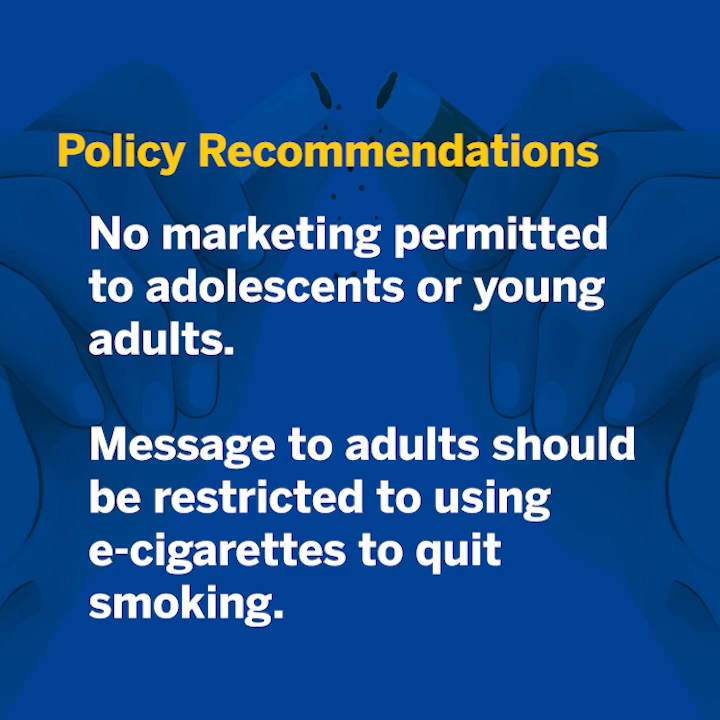 Policy Recommendations
No marketing permitted
to adolescents or young
adults.
Message to adults should
be restricted to using
e-cigarettes to quit
smoking.